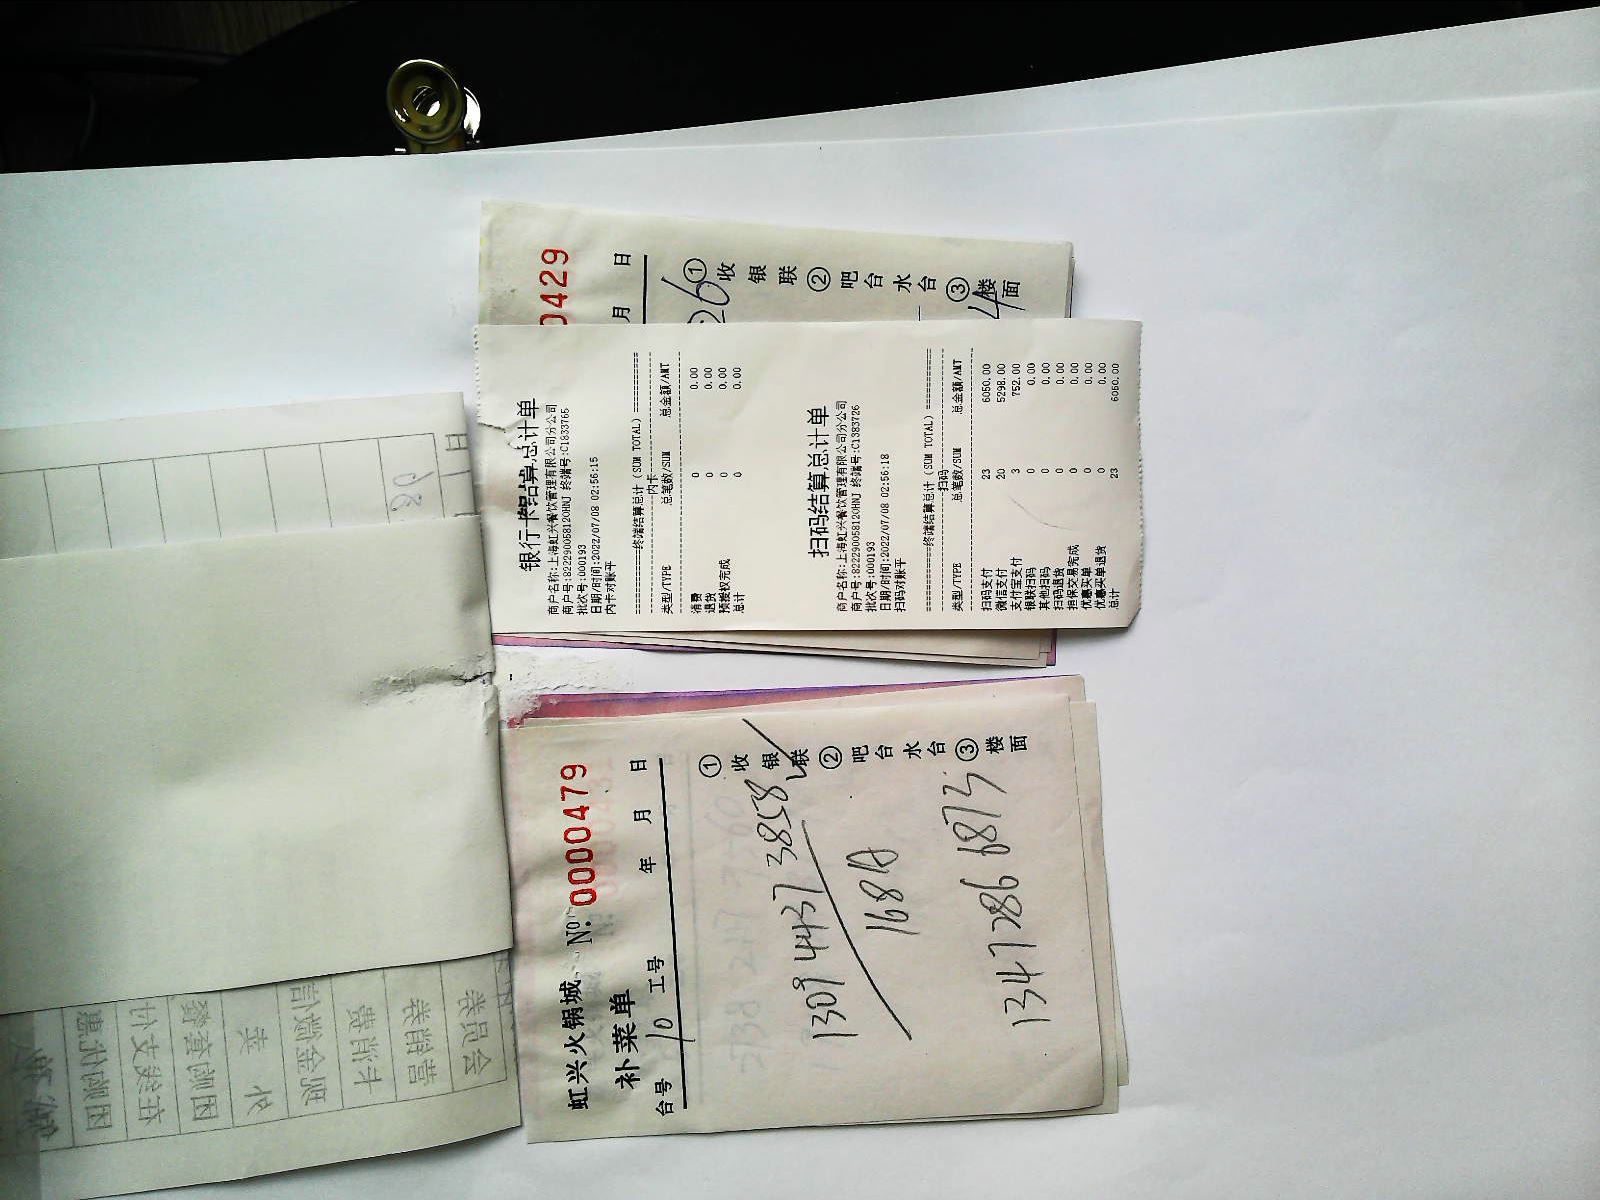 0429
月 日
26
①收银联 ②吧台水台 ③楼面
4
银行卡结算总计单
商户名称:上海虹兴餐饮管理有限公司分公司
商户号:82229005812OHNJ 终端号:C1833765
批次号:000193
日期/时间:2022/07/08 02:56:15
内卡对账平
========终端结算总计(SUM TOTAL)========
内卡
类型/TYPE 总笔数/SUM 总金额/AMT
消费 0 0.00
退货 0 0.00
预授权完成 0 0.00
总计 0 0.00
扫码结算总计单
商户名称:上海虹兴餐饮管理有限公司分公司
商户号:82229005812OHNJ 终端号:C1383726
批次号:000193
日期/时间:2022/07/08 02:56:18
扫码对账平
========终端结算总计(SUM TOTAL)========
扫码
类型/TYPE 总笔数/SUM 总金额/AMT
扫码支付 23 6050.00
微信支付 20 5298.00
支付宝支付 3 752.00
银联扫码 0 0.00
其他扫码 0 0.00
扫码退货 0 0.00
担保交易完成 0 0.00
优惠买单 0 0.00
优惠买单退货 0 0.00
总计 23 6050.00
虹兴火锅城 №:0000479
补菜单
台号 10 工号 年 月 日
①收银联 ②吧台水台 ③楼面
1309 4437 3858
168A
1347286 6873